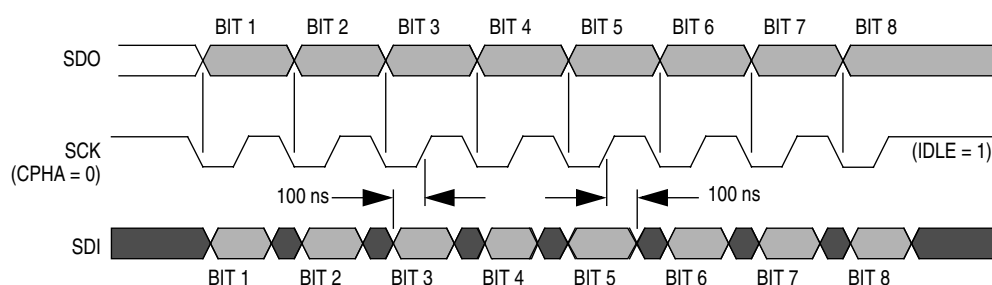 BIT 1 BIT 2 BIT 3 BIT 4 BIT 5 BIT 6 BIT 7 BIT 8
SDO
SCK
(CPHA = 0)
(IDLE = 1)
100 ns 100 ns
SDI
BIT 1 BIT 2 BIT 3 BIT 4 BIT 5 BIT 6 BIT 7 BIT 8